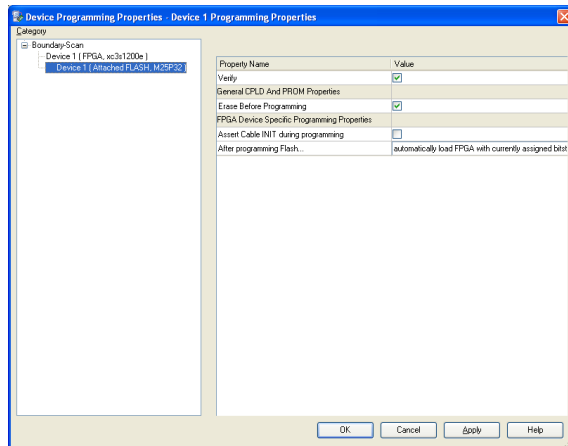 Device Programming Properties - Device 1 Programming Properties
Category
Boundary-Scan
Device 1 ( FPGA, xc3s1200e )
Device 1 ( Attached FLASH, M25P32 )
Property Name Value
Verify
General CPLD And PROM Properties
Erase Before Programming
FPGA Device Specific Programming Properties
Assert Cable INIT during programming
After programming Flash... automatically load FPGA with currently assigned bitst
OK Cancel Apply Help